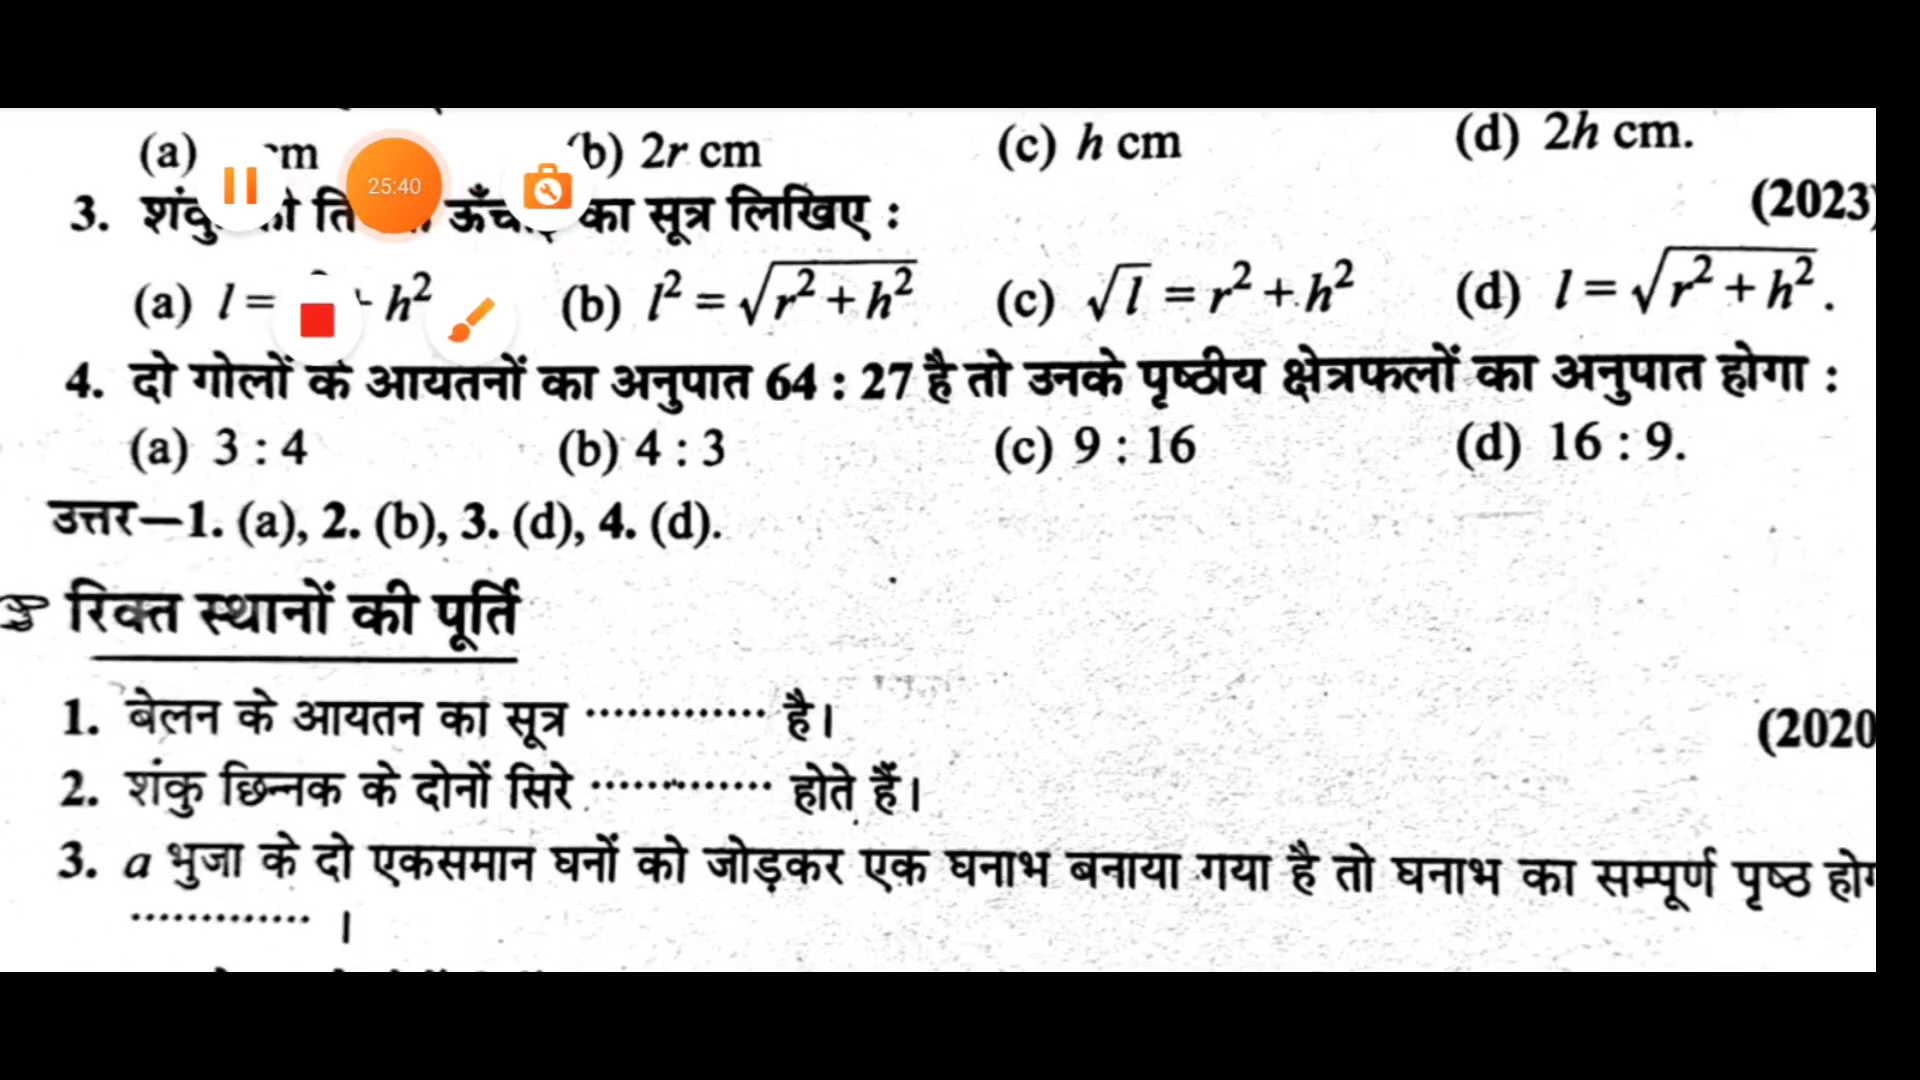 (a) cm (b) 2r cm (c) h cm (d) 2h cm.
25:40
(2023)
3. का सूत्र लिखिए :
(a) l = + h² (b) l² = √(r² + h²) (c) √l = r² + h² (d) l = √(r² + h²).
4. दो गोलों के आयतनों का अनुपात 64 : 27 है तो उनके पृष्ठीय क्षेत्रफलों का अनुपात होगा :
(a) 3 : 4 (b) 4 : 3 (c) 9 : 16 (d) 16 : 9.
उत्तर—1. (a), 2. (b), 3. (d), 4. (d).
रिक्त स्थानों की पूर्ति
1. बेलन के आयतन का सूत्र ············· है। (2020
2. शंकु छिन्नक के दोनों सिरे ············· होते हैं।
3. a भुजा के दो एकसमान घनों को जोड़कर एक घनाभ बनाया गया है तो घनाभ का सम्पूर्ण पृष्ठ
············· ।